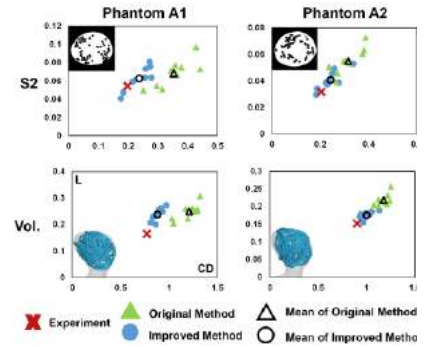 Phantom A1 Phantom A2
S2
0.12
0.1
0.08
0.06
0.04
0.02
0
0.0 0.1 0.2 0.3 0.4 0.5
0.08
0.06
0.04
0.02
0
0.0 0.2 0.4 0.6
Vol.
0.4
0.3
0.2
0.1
0
L
CD
0 0.5 1 1.5
0.3
0.25
0.2
0.15
0.1
0.05
0
0 0.5 1 1.5
Experiment Original Method Mean of Original Method
Improved Method Mean of Improved Method